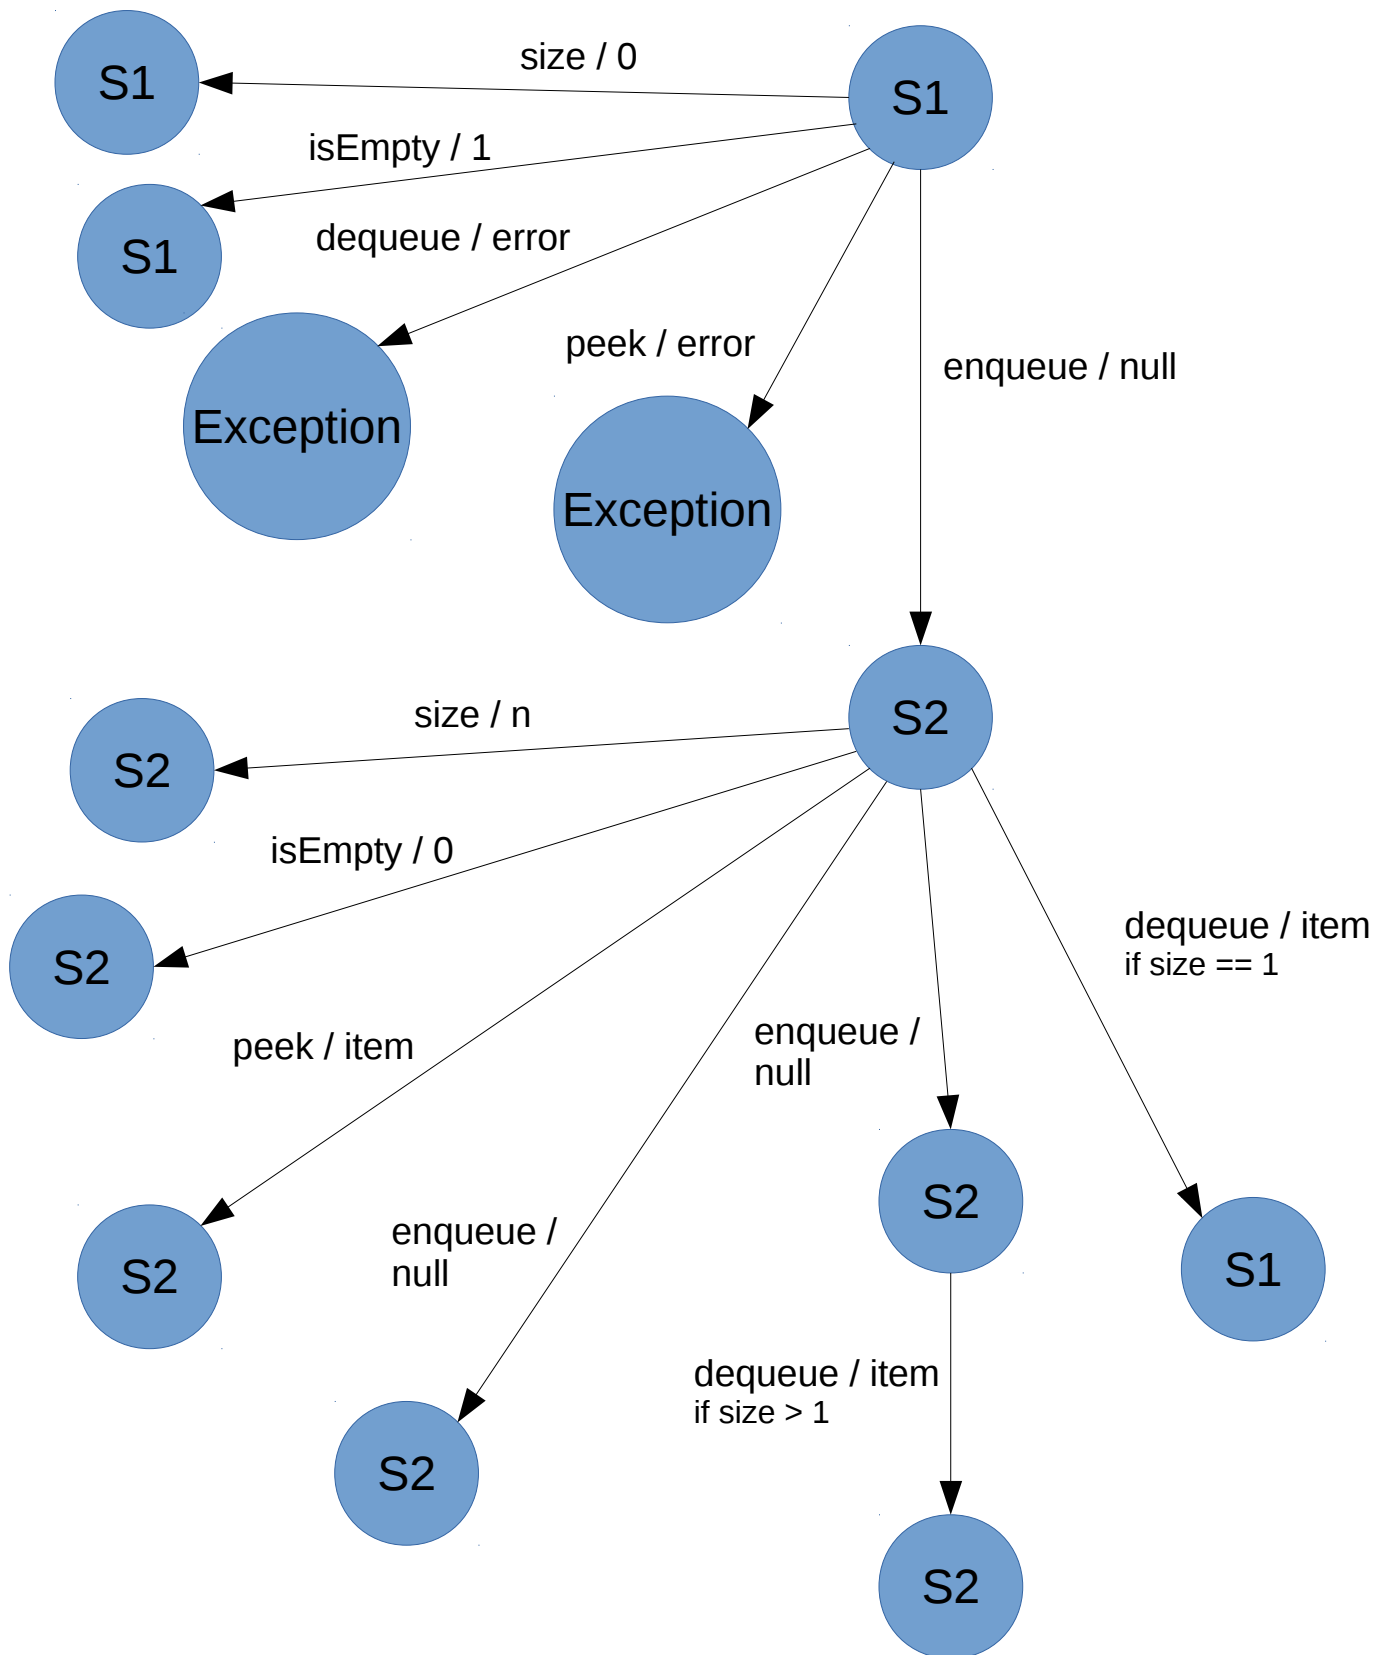 S1
size / 0
S1
isEmpty / 1
S1
dequeue / error
peek / error
enqueue / null
Exception
Exception
S2
size / n
S2
isEmpty / 0
S2
dequeue / item
if size == 1
peek / item
enqueue /
null
S2
S1
S2
enqueue /
null
dequeue / item
if size > 1
S2
S2